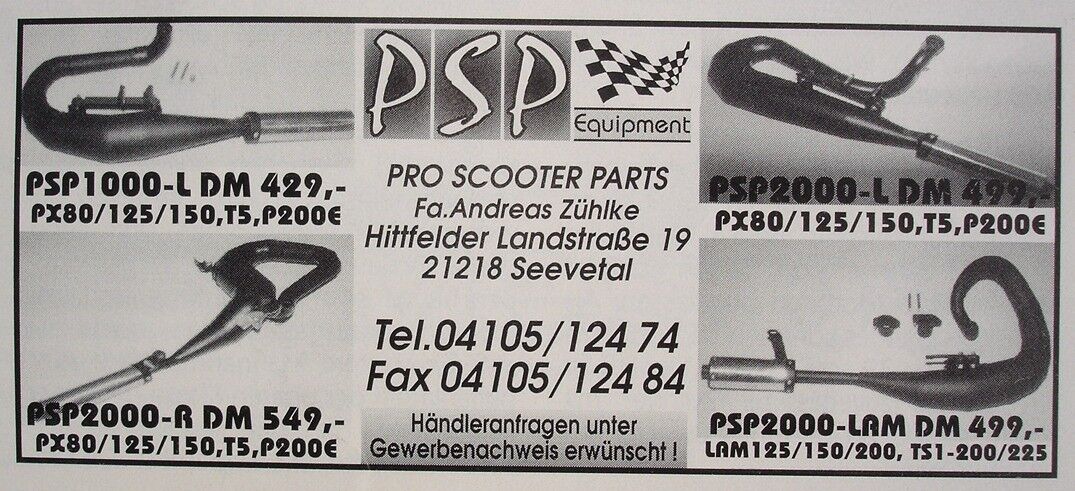 PSP1000-L DM 429,-
PX80/125/150,T5,P200E
PSP2000-R DM 549,-
PX80/125/150,T5,P200E
PSP
Equipment
PRO SCOOTER PARTS
Fa.Andreas Zühlke
Hittfelder Landstraße 19
21218 Seevetal
Tel.04105/124 74
Fax 04105/124 84
Händleranfragen unter
Gewerbenachweis erwünscht !
PSP2000-L DM 499,-
PX80/125/150,T5,P200E
PSP2000-LAM DM 499,-
LAM125/150/200, TS1-200/225